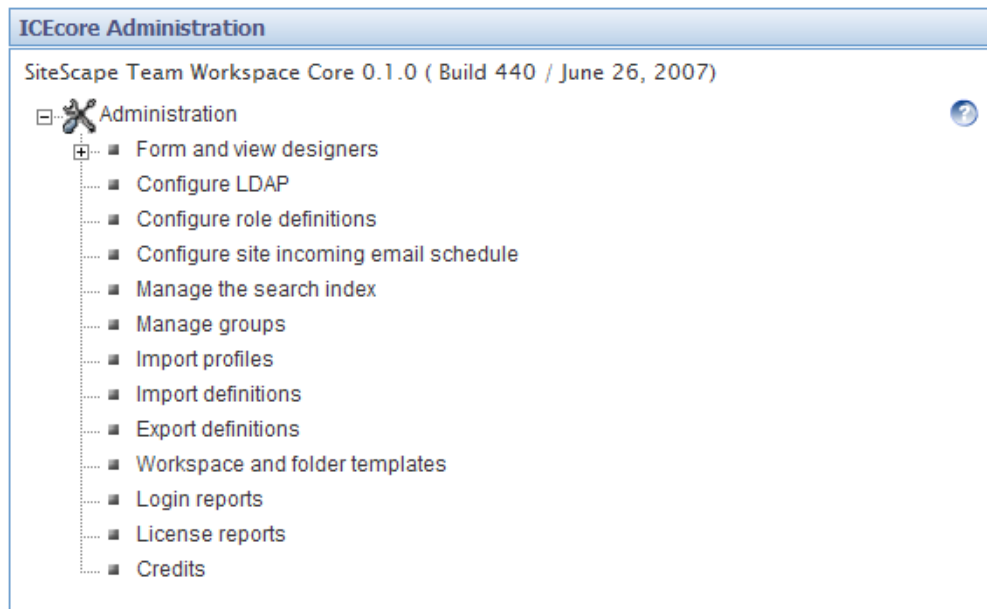 ICEcore Administration
SiteScape Team Workspace Core 0.1.0 ( Build 440 / June 26, 2007)
Administration
?
Form and view designers
Configure LDAP
Configure role definitions
Configure site incoming email schedule
Manage the search index
Manage groups
Import profiles
Import definitions
Export definitions
Workspace and folder templates
Login reports
License reports
Credits